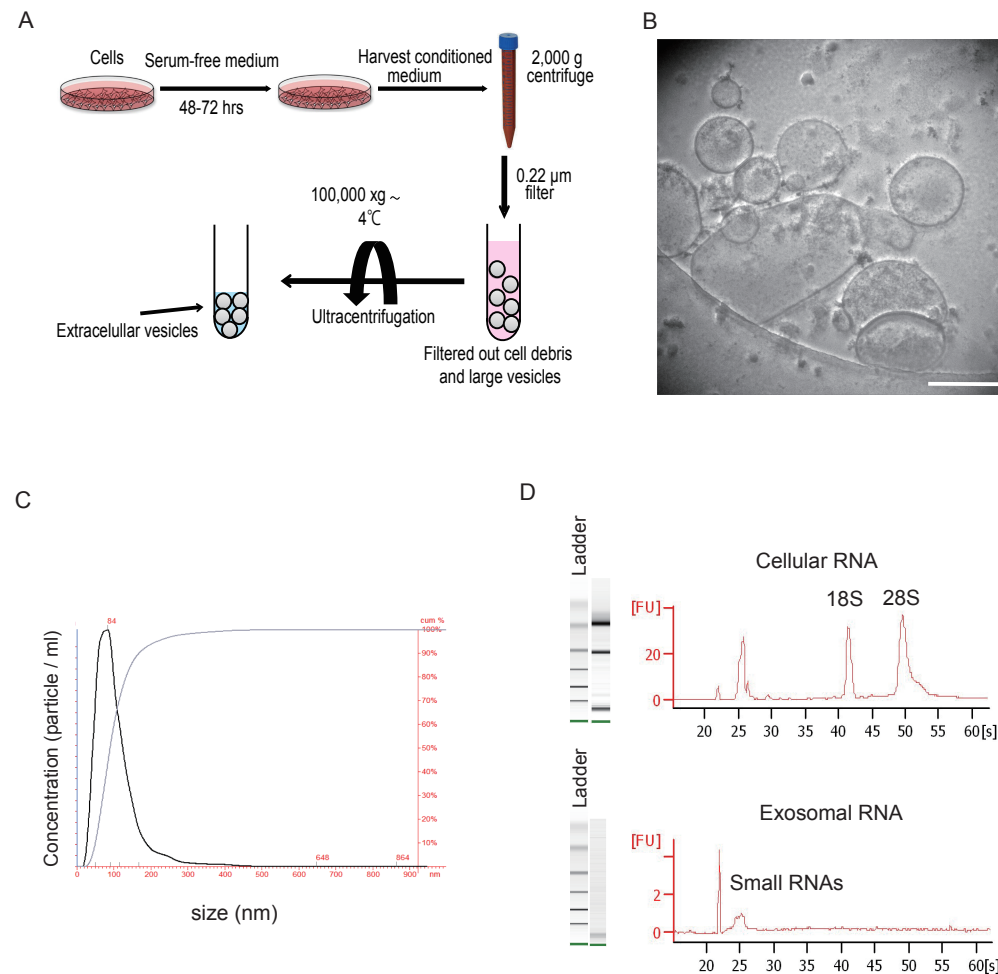 A
Cells
Serum-free medium
48-72 hrs
Harvest conditioned
medium
2,000 g
centrifuge
0.22 µm
filter
100,000 xg ~
4℃
Ultracentrifugation
Extracelullar vesicles
Filtered out cell debris
and large vesicles
B
C
Concentration (particle / ml)
84
cum %
100%
90%
80%
70%
60%
50%
40%
30%
20%
10%
648
864
0 100 200 300 400 500 600 700 800 900 nm
size (nm)
D
Ladder
Cellular RNA
[FU]
18S
28S
20
0
20 25 30 35 40 45 50 55 60[s]
Ladder
Exosomal RNA
[FU]
Small RNAs
2
0
20 25 30 35 40 45 50 55 60[s]